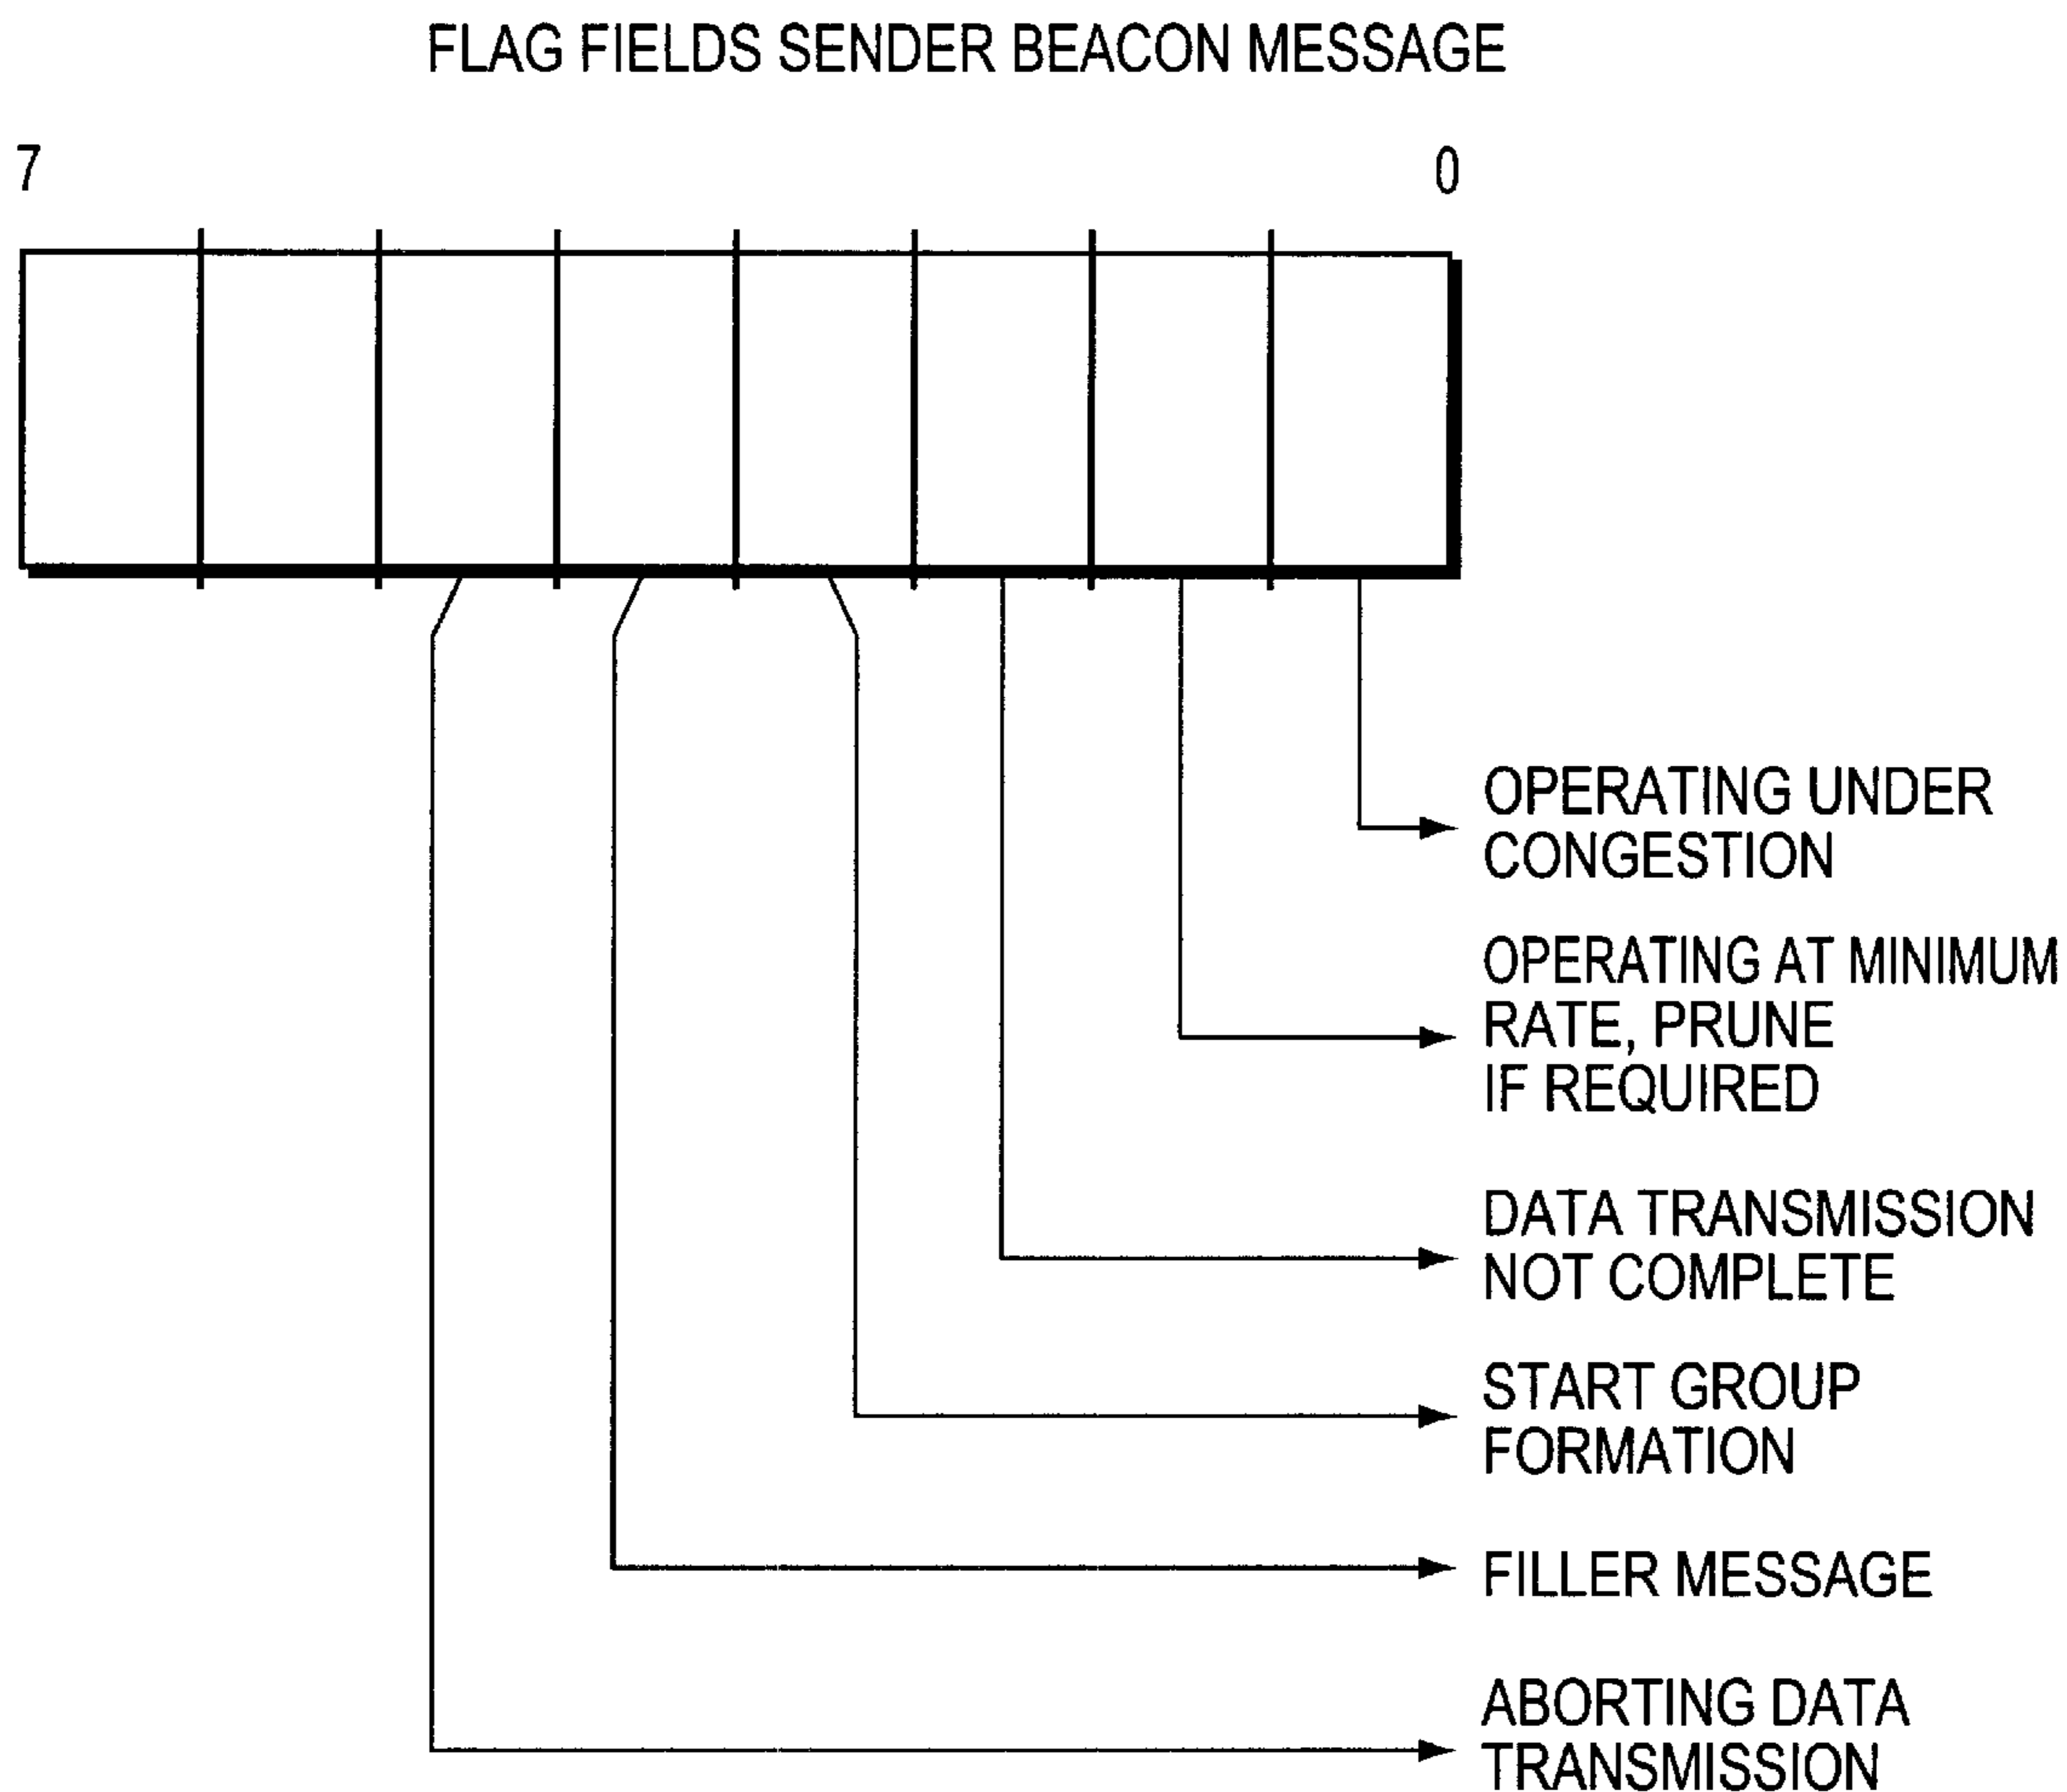 FLAG FIELDS SENDER BEACON MESSAGE
7 0
OPERATING UNDER
CONGESTION
OPERATING AT MINIMUM
RATE, PRUNE
IF REQUIRED
DATA TRANSMISSION
NOT COMPLETE
START GROUP
FORMATION
FILLER MESSAGE
ABORTING DATA
TRANSMISSION